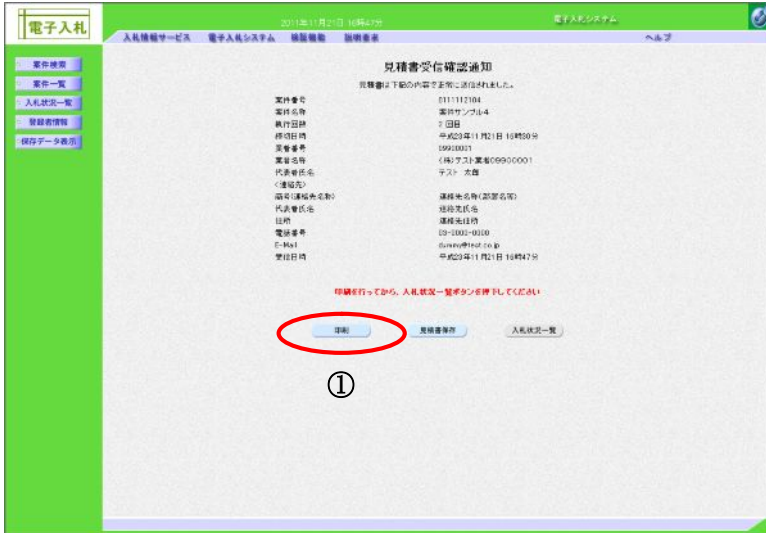 電子入札
2011年11月21日 16時47分
電子入札システム
入札情報サービス 電子入札システム 検証機能 説明要求 ヘルプ
案件検索
案件一覧
入札状況一覧
登録者情報
保存データ表示
見積書受信確認通知
見積書は下記の内容で正常に送信されました。
案件番号 0111112104
案件名称 案件サンプル4
執行回数 2 回目
締切日時 平成23年11月21日 16時50分
業者番号 09900001
業者名称 (株)テスト業者09900001
代表者氏名 テスト 太郎
<連絡先>
商号(連絡先名称) 連絡先名称(部署名等)
代表者氏名 連絡先氏名
住所 連絡先住所
電話番号 03-0000-0000
E-Mail dummy@test.co.jp
受信日時 平成23年11月21日 16時47分
印刷を行ってから、入札状況一覧ボタンを押下してください
印刷 見積書保存 入札状況一覧
①